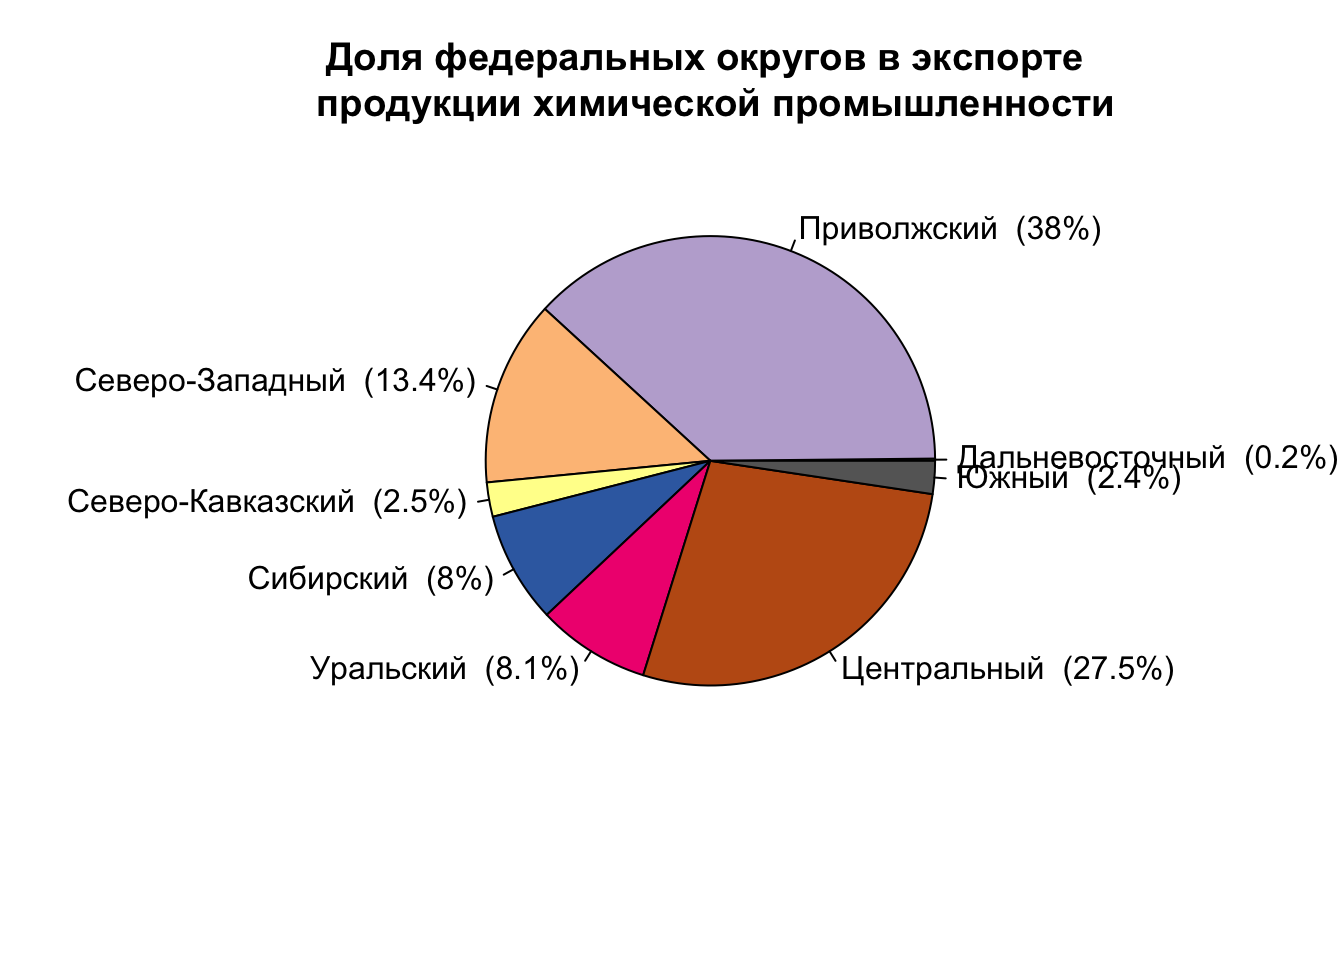 Доля федеральных округов в экспорте
продукции химической промышленности
Приволжский (38%)
Северо-Западный (13.4%)
Дальневосточный (0.2%)
Южный (2.4%)
Северо-Кавказский (2.5%)
Сибирский (8%)
Уральский (8.1%)
Центральный (27.5%)